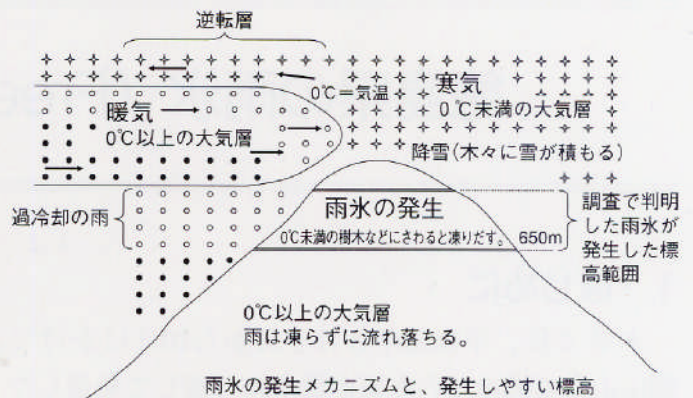 逆転層
0℃＝気温
寒気
0℃未満の大気層
暖気
0℃以上の大気層
降雪（木々に雪が積もる）
過冷却の雨
雨氷の発生
0℃未満の樹木などにさわると凍りだす。
650m
調査で判明
した雨氷が
発生した標
高範囲
0℃以上の大気層
雨は凍らずに流れ落ちる。
雨氷の発生メカニズムと、発生しやすい標高